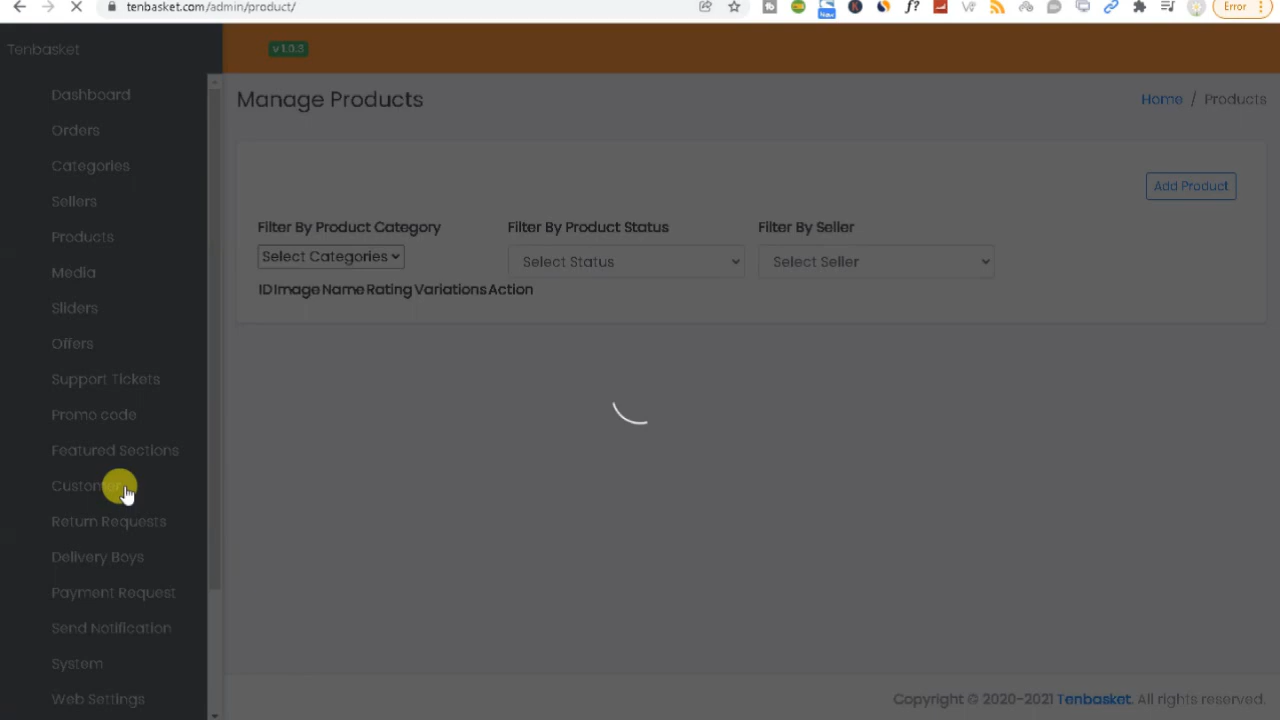 tenbasket.com/admin/product/
Error
Tenbasket
v 1.0.3
Dashboard
Orders
Categories
Sellers
Products
Media
Sliders
Offers
Support Tickets
Promo code
Featured Sections
Customer
Return Requests
Delivery Boys
Payment Request
Send Notification
System
Web Settings
Manage Products
Home / Products
Add Product
Filter By Product Category Filter By Product Status Filter By Seller
Select Categories Select Status Select Seller
ID Image Name Rating Variations Action
Copyright © 2020-2021 Tenbasket. All rights reserved.